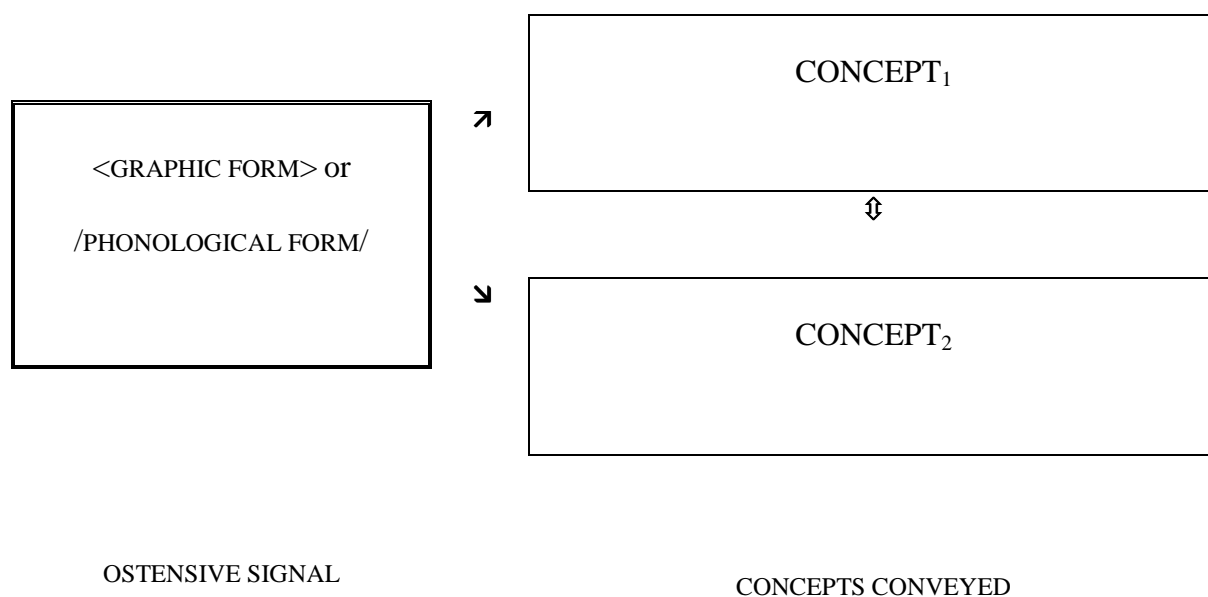 CONCEPT₁
<GRAPHIC FORM> or
/PHONOLOGICAL FORM/
CONCEPT₂
OSTENSIVE SIGNAL
CONCEPTS CONVEYED